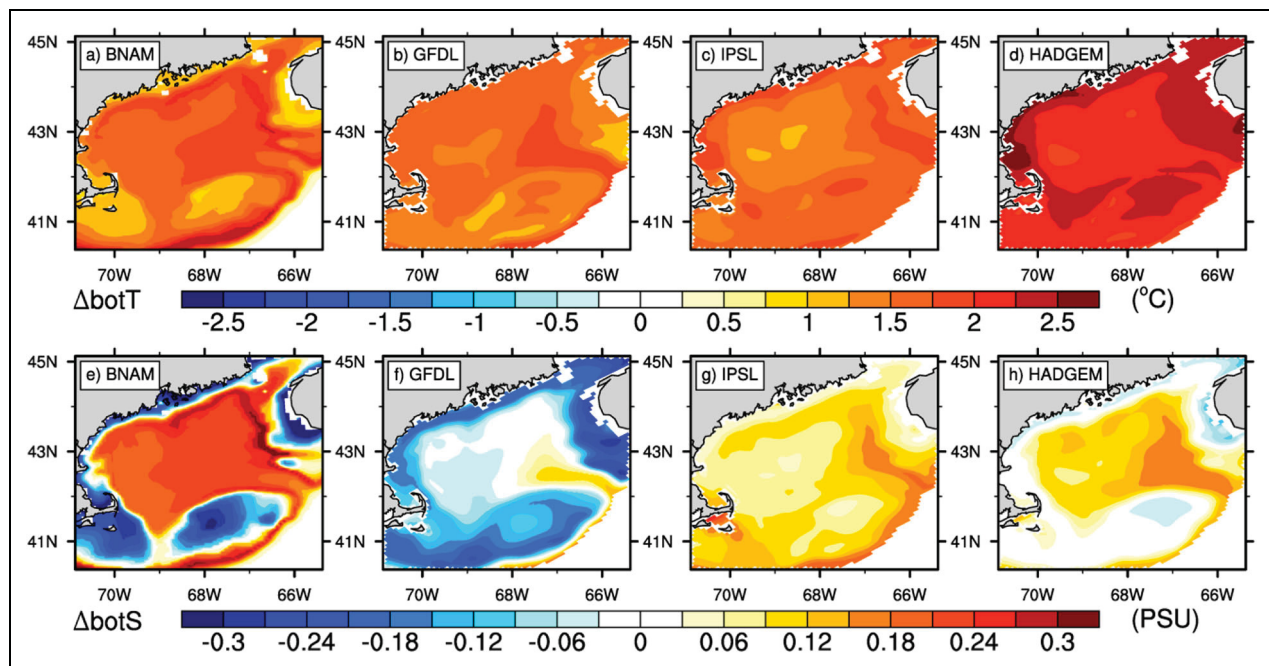 a) BNAM b) GFDL c) IPSL d) HADGEM
45N 45N 45N 45N
43N 43N 43N 43N
41N 41N 41N 41N
70W 68W 66W 70W 68W 66W 70W 68W 66W 70W 68W 66W
ΔbotT (°C)
-2.5 -2 -1.5 -1 -0.5 0 0.5 1 1.5 2 2.5
e) BNAM f) GFDL g) IPSL h) HADGEM
45N 45N 45N 45N
43N 43N 43N 43N
41N 41N 41N 41N
70W 68W 66W 70W 68W 66W 70W 68W 66W 70W 68W 66W
ΔbotS (PSU)
-0.3 -0.24 -0.18 -0.12 -0.06 0 0.06 0.12 0.18 0.24 0.3